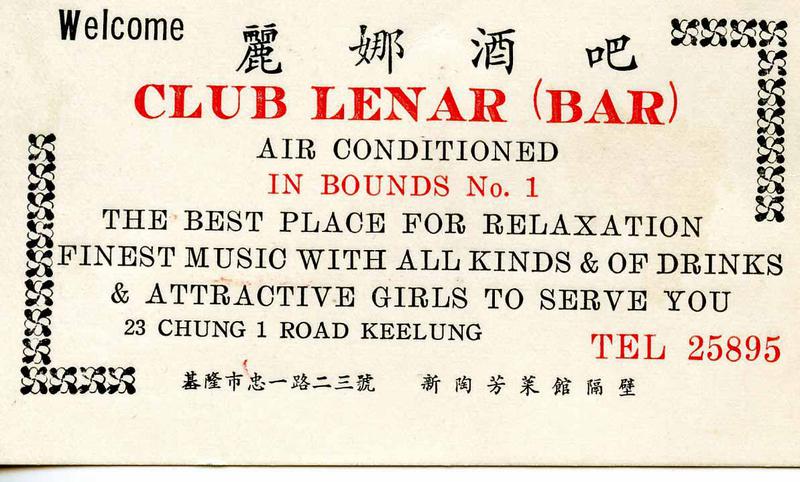 Welcome
麗娜酒吧
CLUB LENAR (BAR)
AIR CONDITIONED
IN BOUNDS No. 1
THE BEST PLACE FOR RELAXATION
FINEST MUSIC WITH ALL KINDS & OF DRINKS
& ATTRACTIVE GIRLS TO SERVE YOU
23 CHUNG 1 ROAD KEELUNG
TEL 25895
基隆市忠一路二三號 新陶芳菜館隔壁